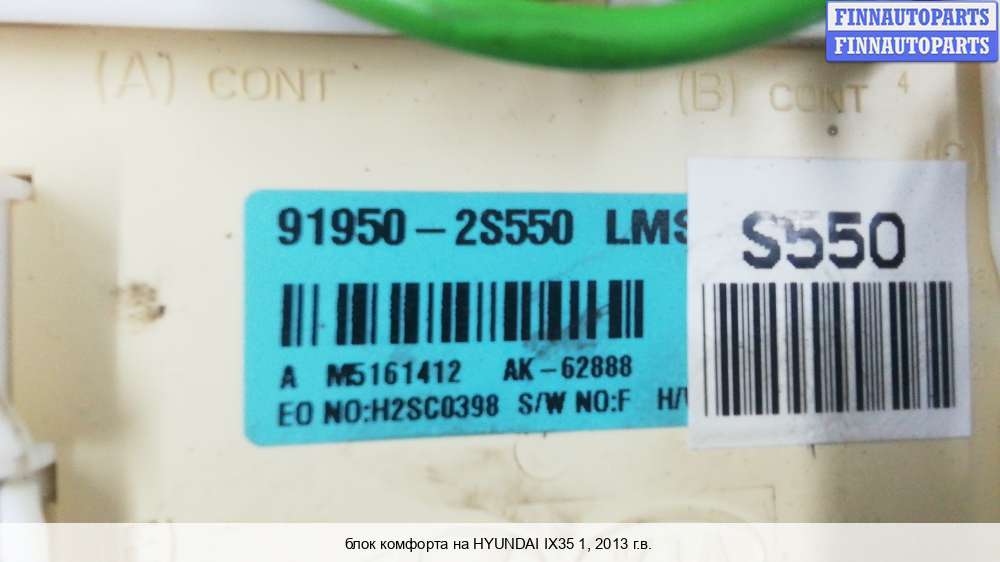 FINNAUTOPARTS
FINNAUTOPARTS
(A) CONT
(B) CONT 4
91950-2S550 LMS
S550
A M5161412 AK-62888
EO NO:H2SC0398 S/W NO:F H/
блок комфорта на HYUNDAI IX35 1, 2013 г.в.